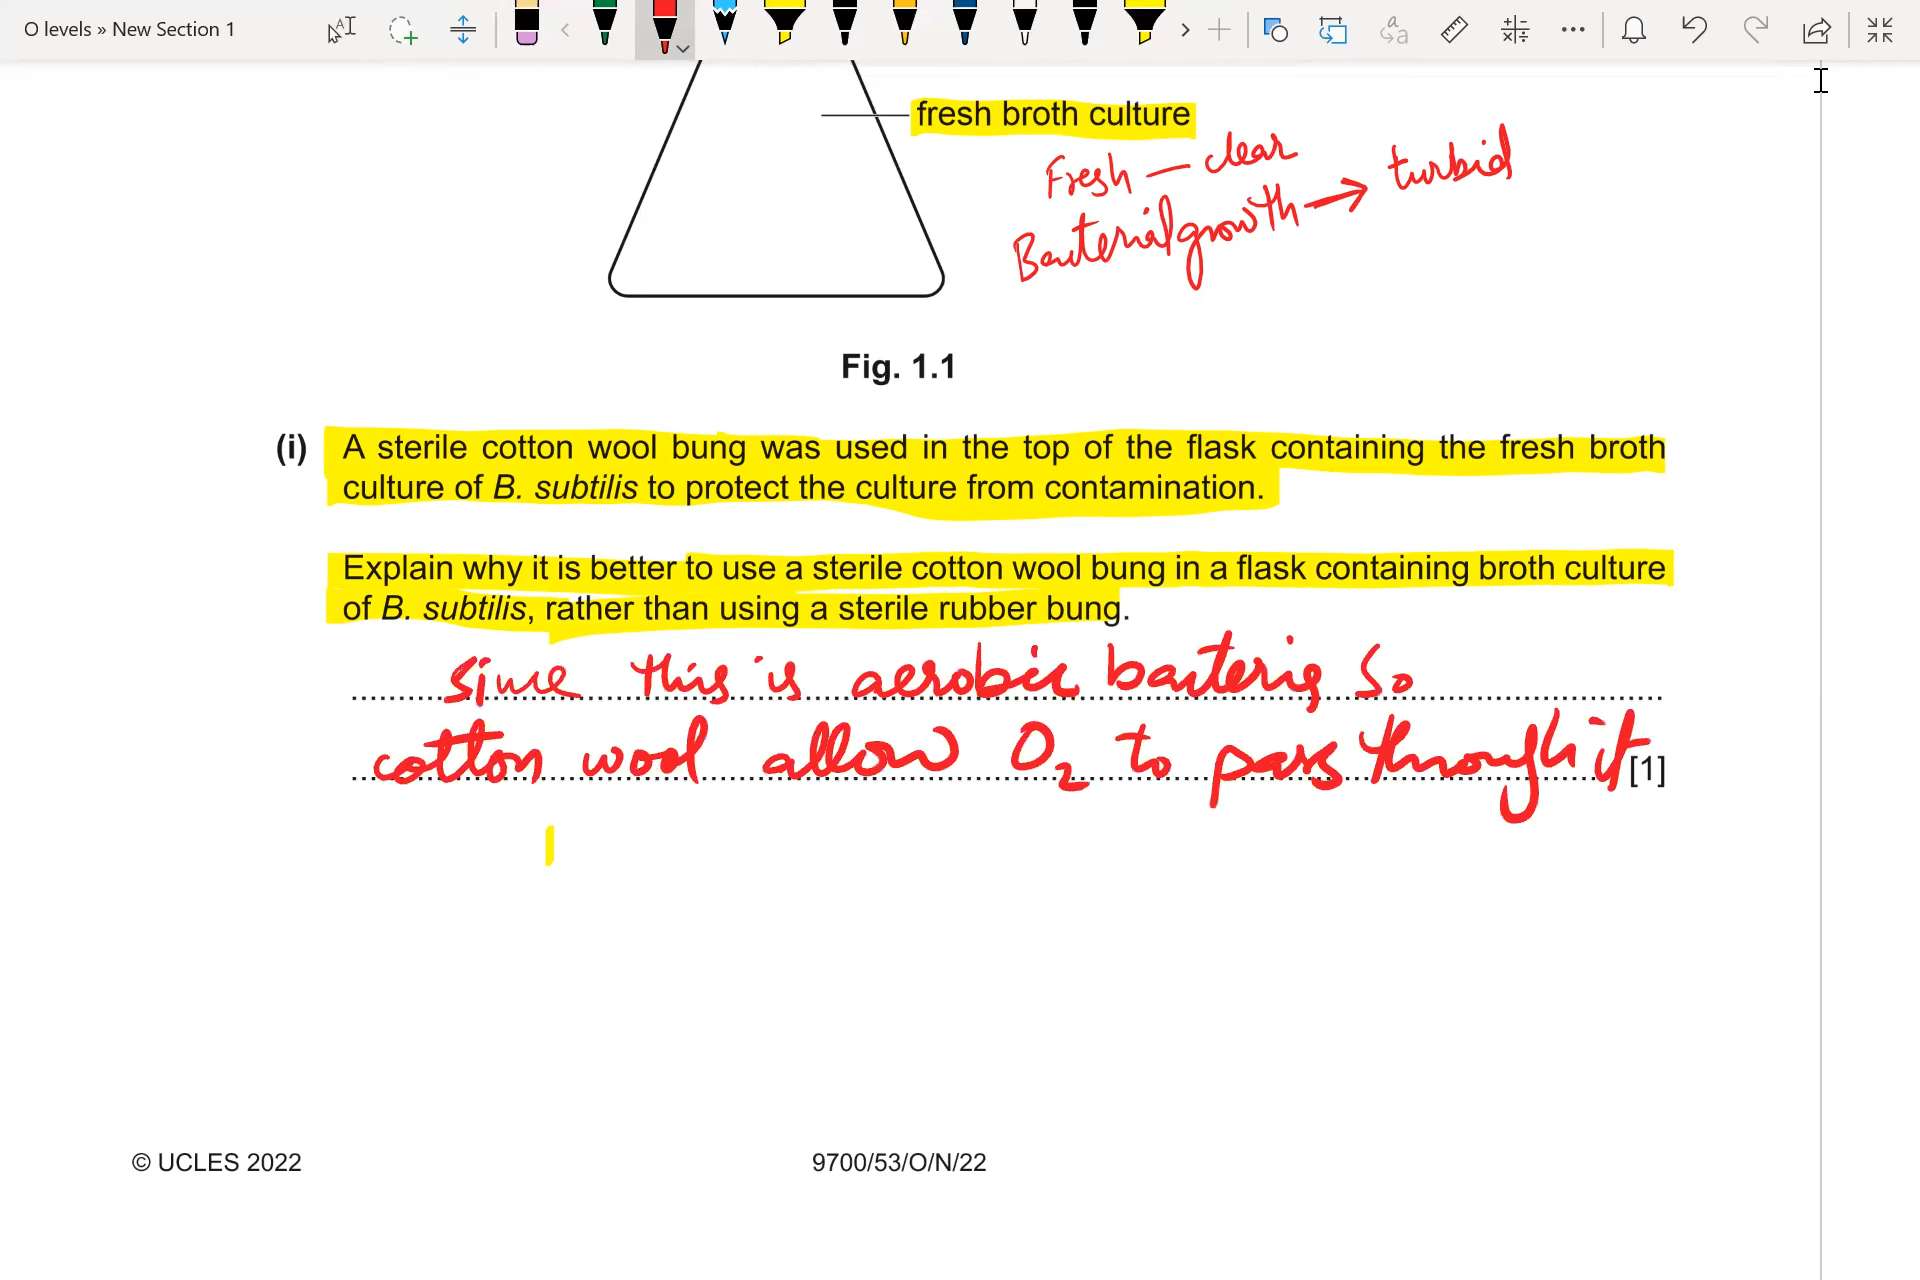 O levels » New Section 1
fresh broth culture
Fresh — clear
Bacterial growth → turbid
Fig. 1.1
(i) A sterile cotton wool bung was used in the top of the flask containing the fresh broth
culture of B. subtilis to protect the culture from contamination.
Explain why it is better to use a sterile cotton wool bung in a flask containing broth culture
of B. subtilis, rather than using a sterile rubber bung.
Since this is aerobic bacteria so
cotton wool allow O₂ to pass through it
[1]
© UCLES 2022
9700/53/O/N/22